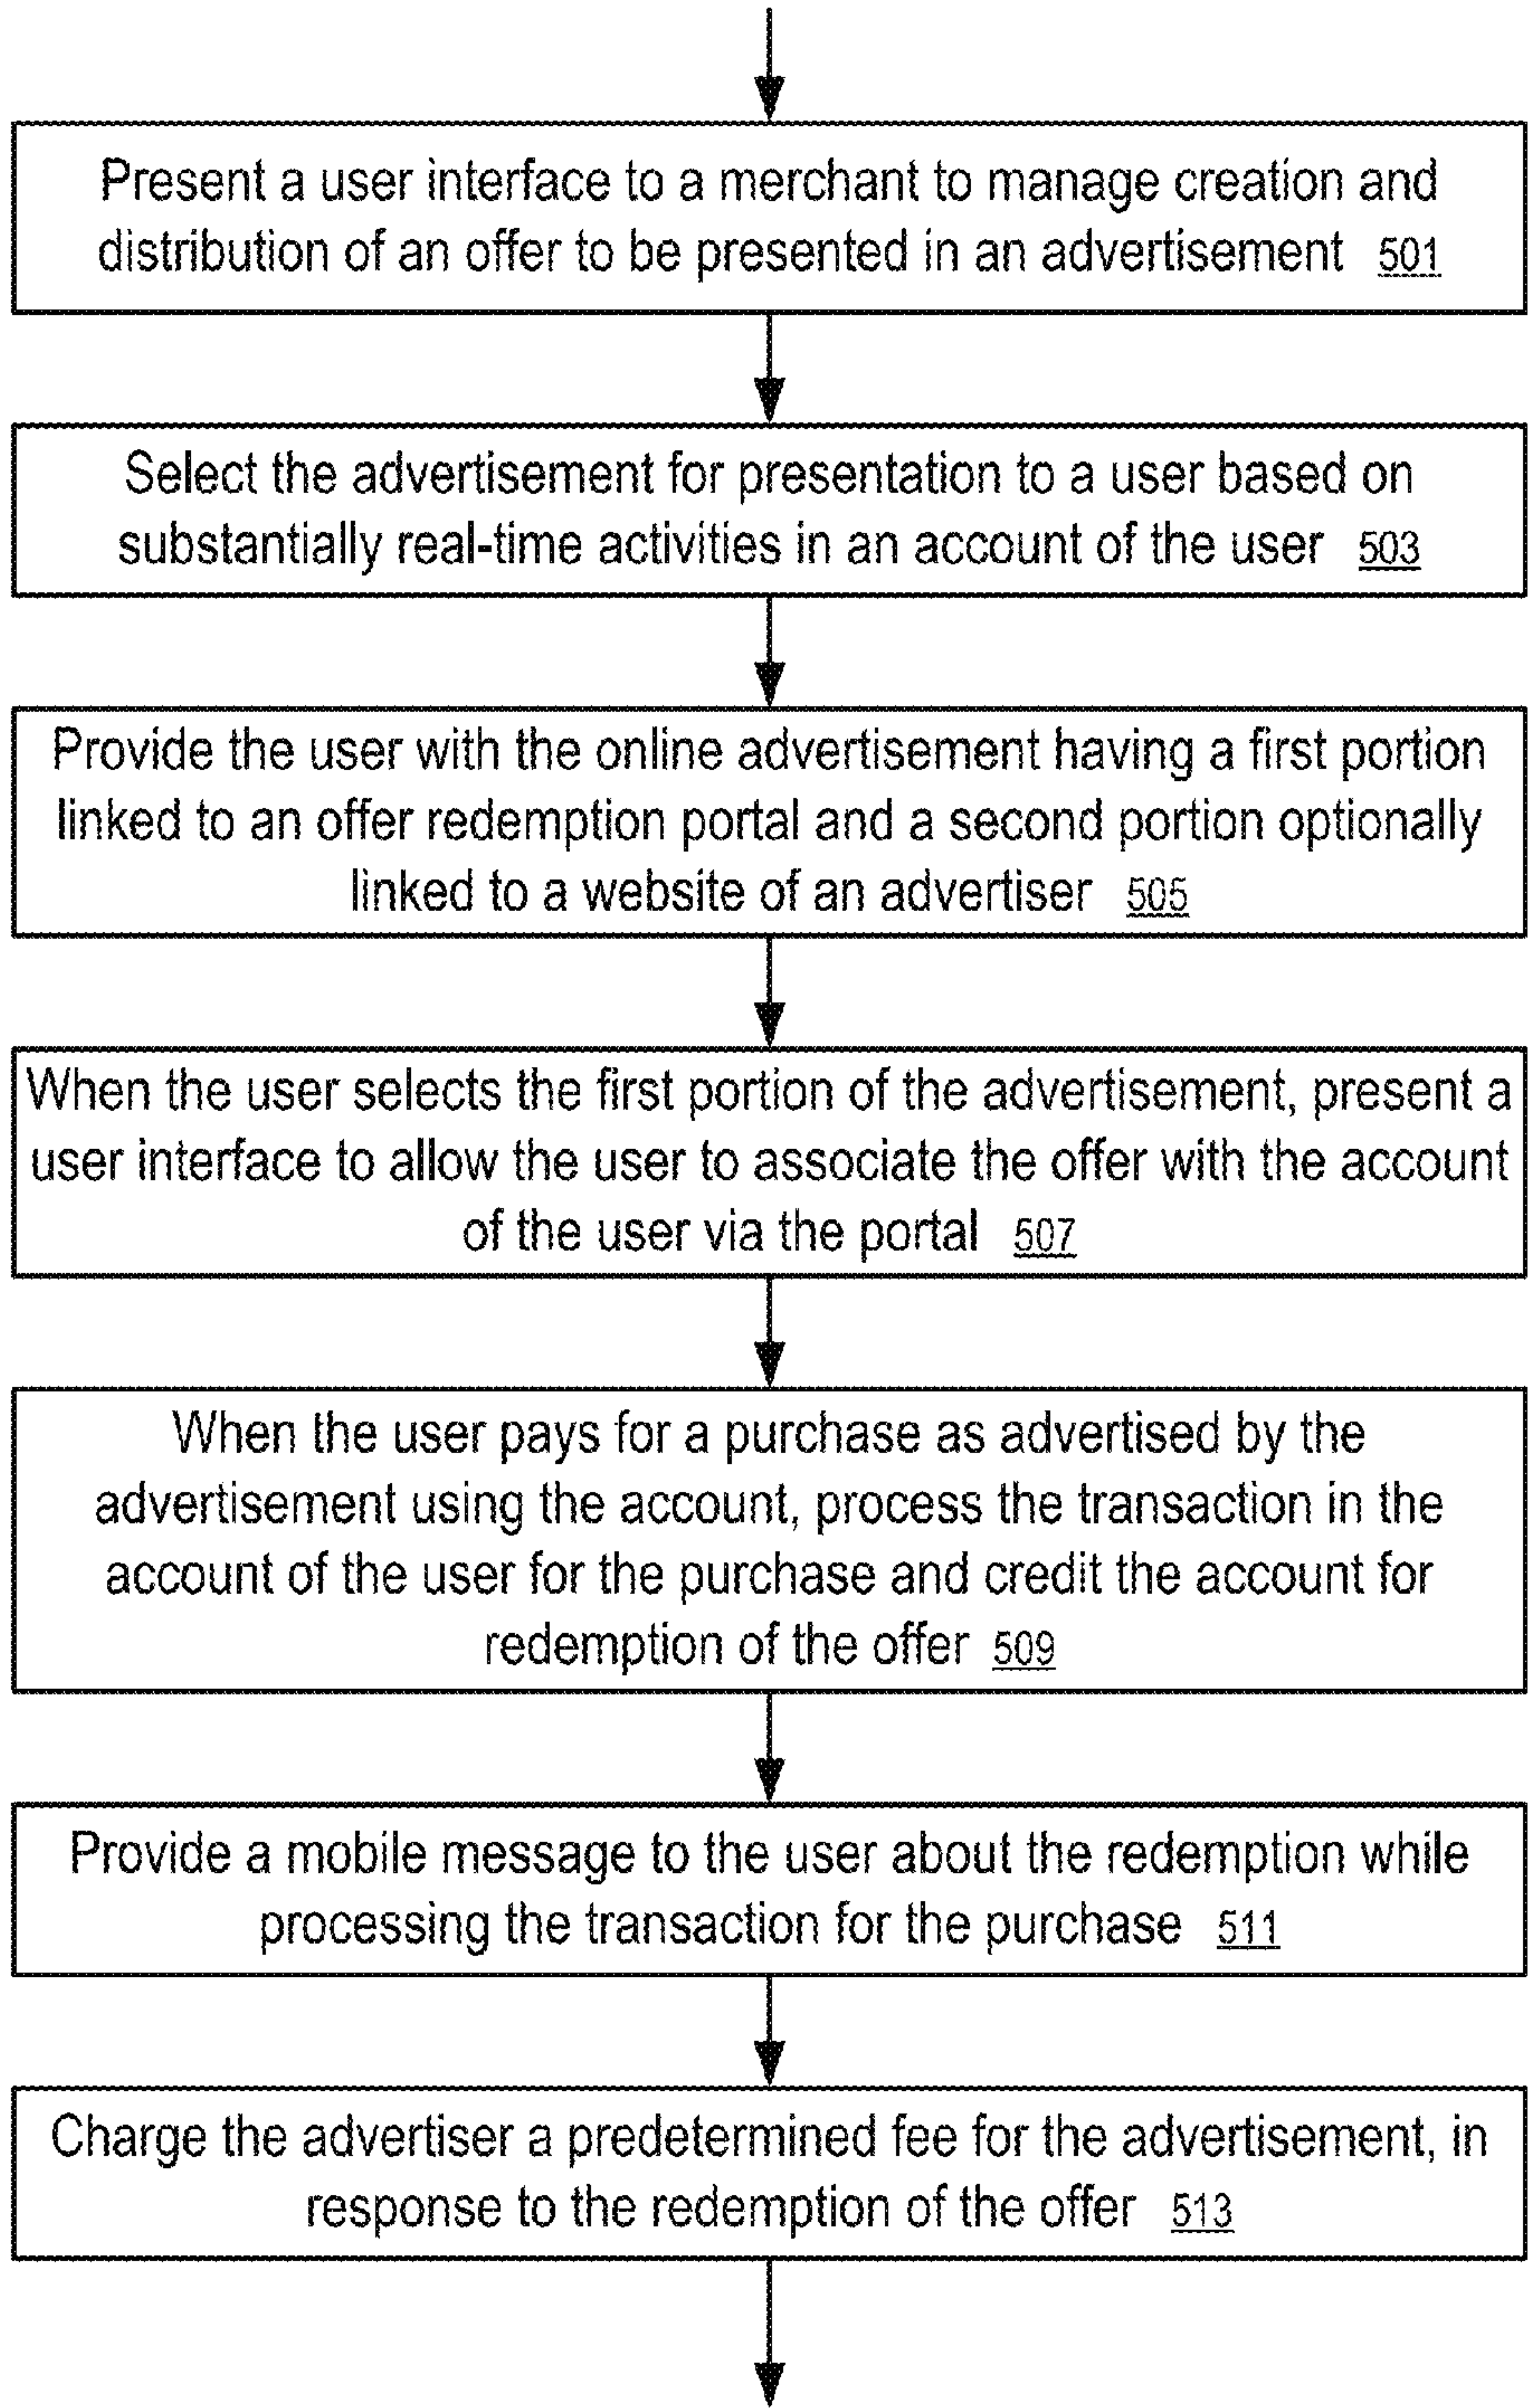 Present a user interface to a merchant to manage creation and
distribution of an offer to be presented in an advertisement 501
Select the advertisement for presentation to a user based on
substantially real-time activities in an account of the user 503
Provide the user with the online advertisement having a first portion
linked to an offer redemption portal and a second portion optionally
linked to a website of an advertiser 505
When the user selects the first portion of the advertisement, present a
user interface to allow the user to associate the offer with the account
of the user via the portal 507
When the user pays for a purchase as advertised by the
advertisement using the account, process the transaction in the
account of the user for the purchase and credit the account for
redemption of the offer 509
Provide a mobile message to the user about the redemption while
processing the transaction for the purchase 511
Charge the advertiser a predetermined fee for the advertisement, in
response to the redemption of the offer 513